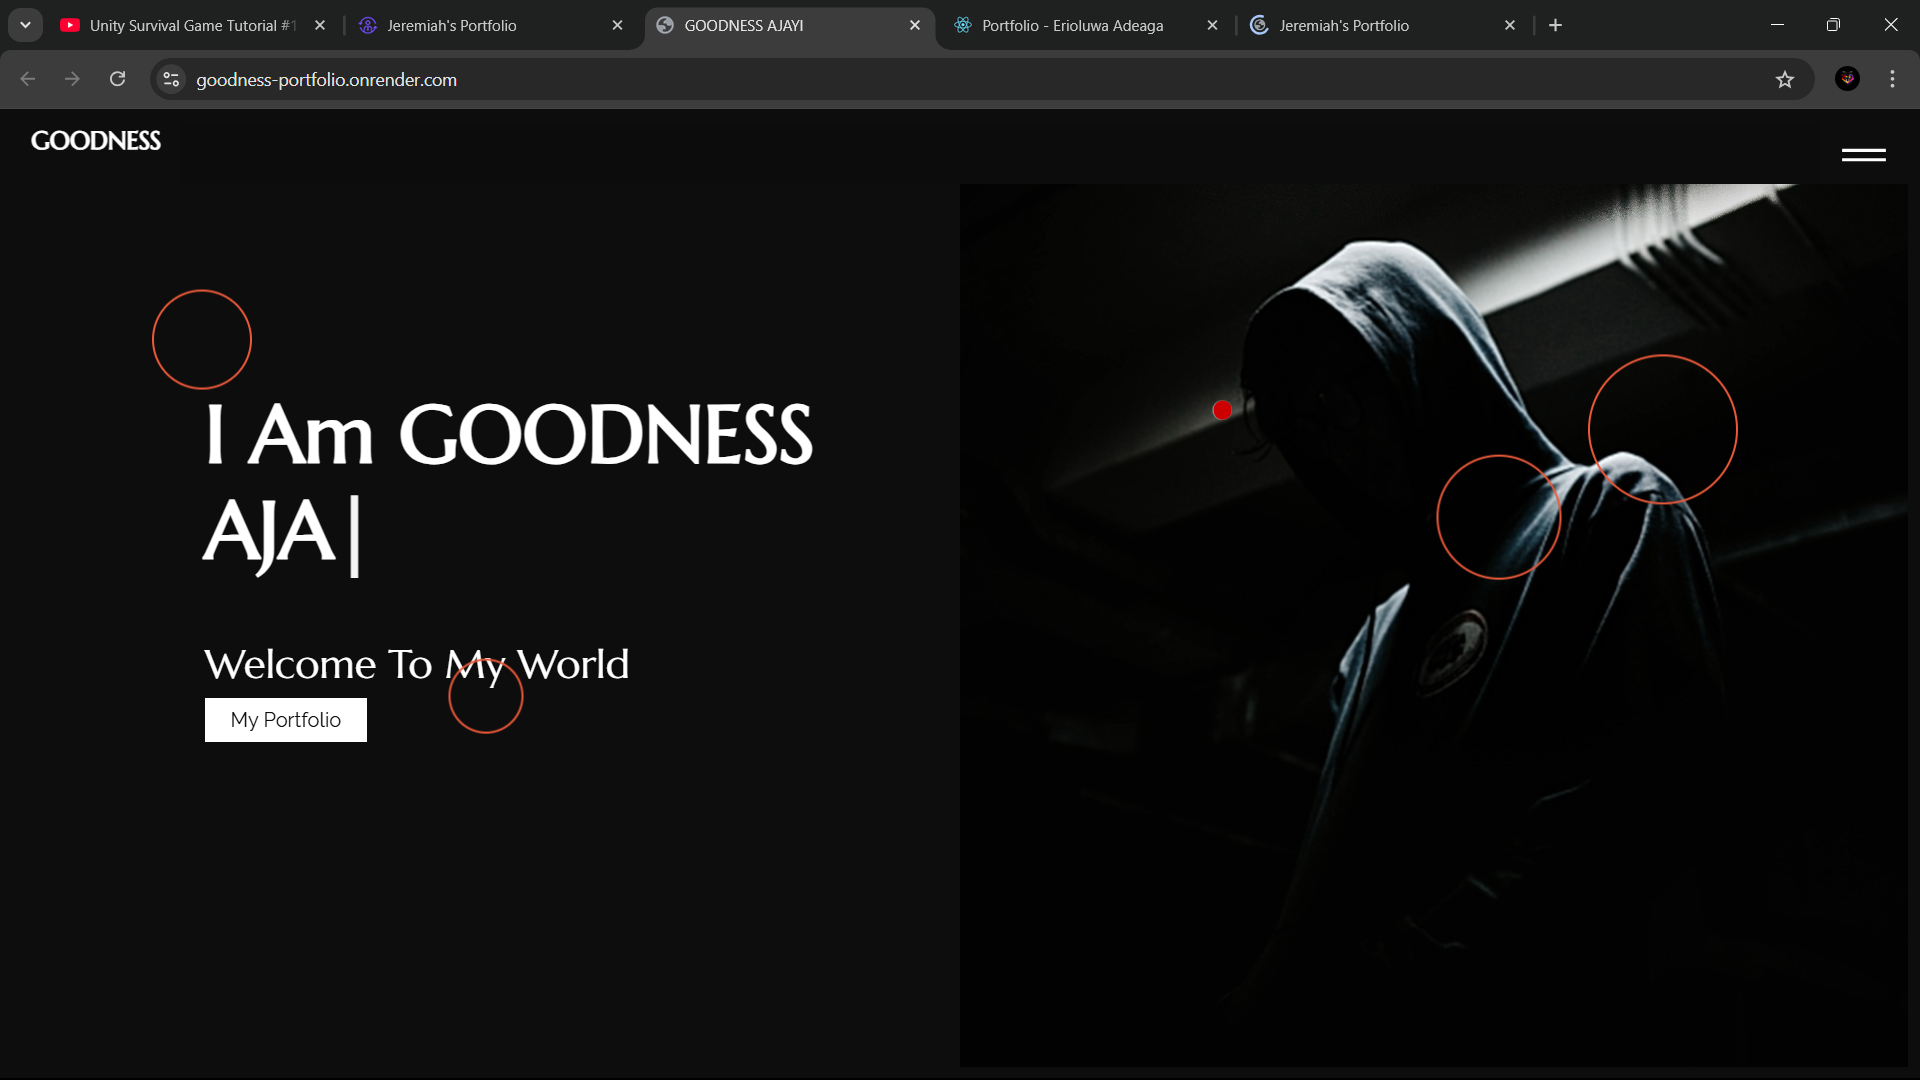 Unity Survival Game Tutorial #1
Jeremiah's Portfolio
GOODNESS AJAYI
Portfolio - Erioluwa Adeaga
Jeremiah's Portfolio
goodness-portfolio.onrender.com
GOODNESS
I Am GOODNESS
AJA|
Welcome To My World
My Portfolio